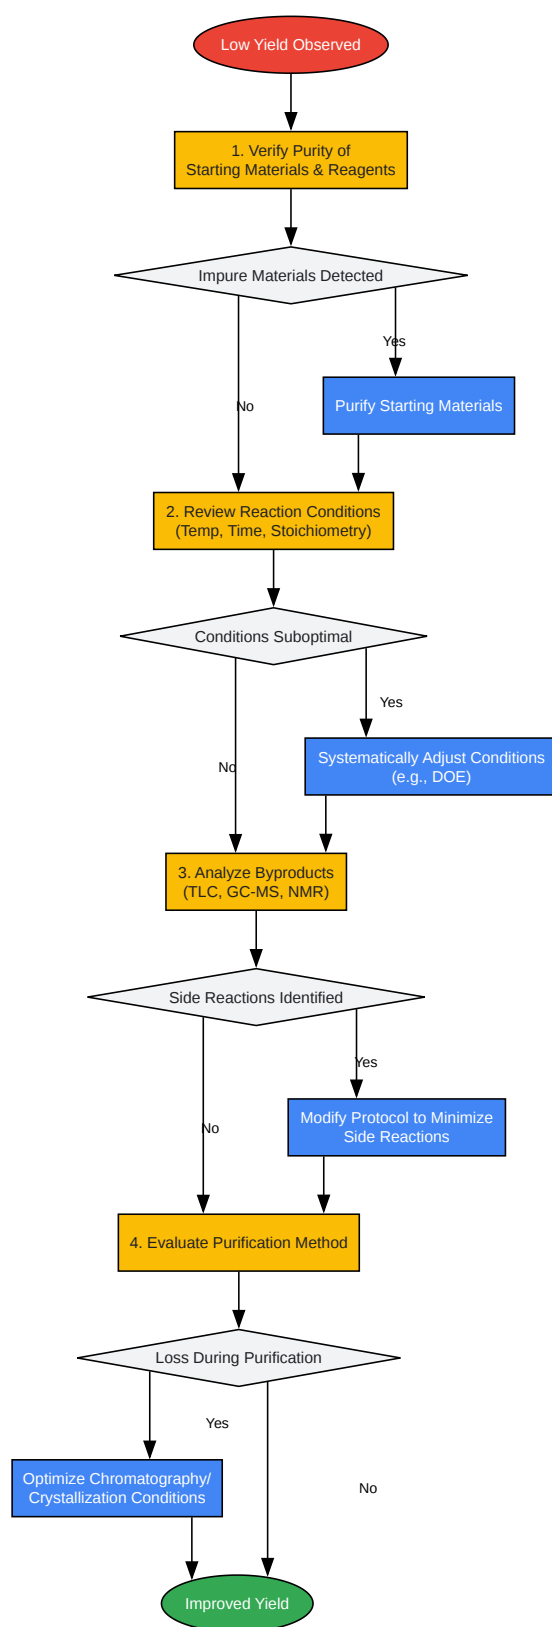 Low Yield Observed
1. Verify Purity of
Starting Materials & Reagents
Impure Materials Detected
Yes
No
Purify Starting Materials
2. Review Reaction Conditions
(Temp, Time, Stoichiometry)
Conditions Suboptimal
Yes
No
Systematically Adjust Conditions
(e.g., DOE)
3. Analyze Byproducts
(TLC, GC-MS, NMR)
Side Reactions Identified
Yes
No
Modify Protocol to Minimize
Side Reactions
4. Evaluate Purification Method
Loss During Purification
Yes
Optimize Chromatography/
Crystallization Conditions
No
Improved Yield